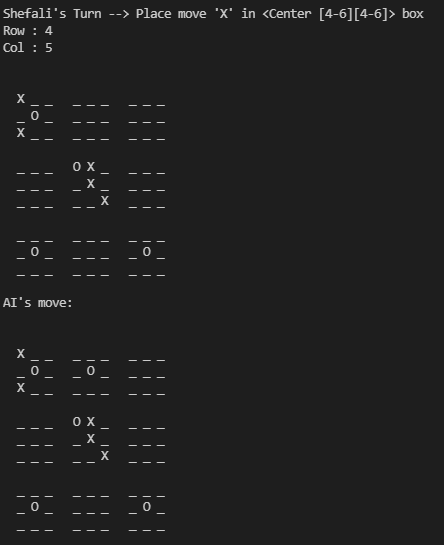 Shefali's Turn --> Place move 'X' in <Center [4-6][4-6]> box
Row : 4
Col : 5
X _ _  _ _ _  _ _ _
_ O _  _ _ _  _ _ _
X _ _  _ _ _  _ _ _
_ _ _  O X _  _ _ _
_ _ _  _ X _  _ _ _
_ _ _  _ _ X  _ _ _
_ _ _  _ _ _  _ _ _
_ O _  _ _ _  _ O _
_ _ _  _ _ _  _ _ _
AI's move:
X _ _  _ _ _  _ _ _
_ O _  _ O _  _ _ _
X _ _  _ _ _  _ _ _
_ _ _  O X _  _ _ _
_ _ _  _ X _  _ _ _
_ _ _  _ _ X  _ _ _
_ _ _  _ _ _  _ _ _
_ O _  _ _ _  _ O _
_ _ _  _ _ _  _ _ _